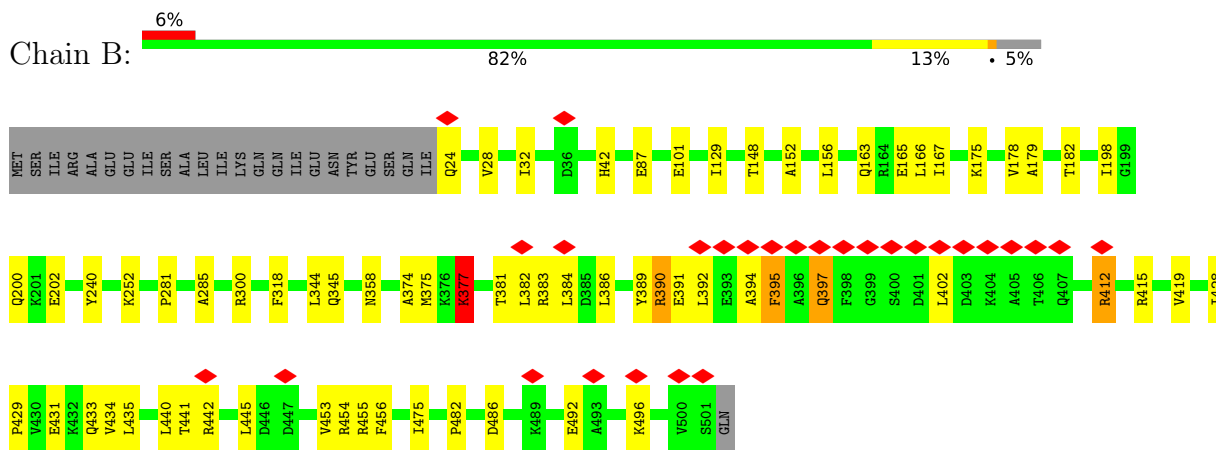 6%
Chain B:
82% 13% • 5%
MET SER ILE ARG ALA GLU GLU ILE SER ALA LEU ILE LYS GLN GLN ILE GLU ASN TYR GLU SER GLN ILE Q24 V28 I32 D36 H42 E87 E101 I129 T148 A152 L156 Q163 R164 E165 L166 I167 K175 V178 A179 T182 I198 G199
Q200 K201 E202 Y240 K252 P281 A285 R300 F318 L344 Q345 N358 A374 M375 K376 K377 T381 L382 R383 L384 D385 L386 Y389 R390 E391 L392 E393 A394 F395 A396 Q397 F398 G399 S400 D401 L402 D403 K404 A405 T406 Q407 R412 R415 V419 I428
P429 V430 E431 K432 Q433 V434 L435 L440 T441 R442 L445 D446 D447 V453 R454 R455 F456 I475 P482 D486 K489 E492 A493 K496 V500 S501 GLN